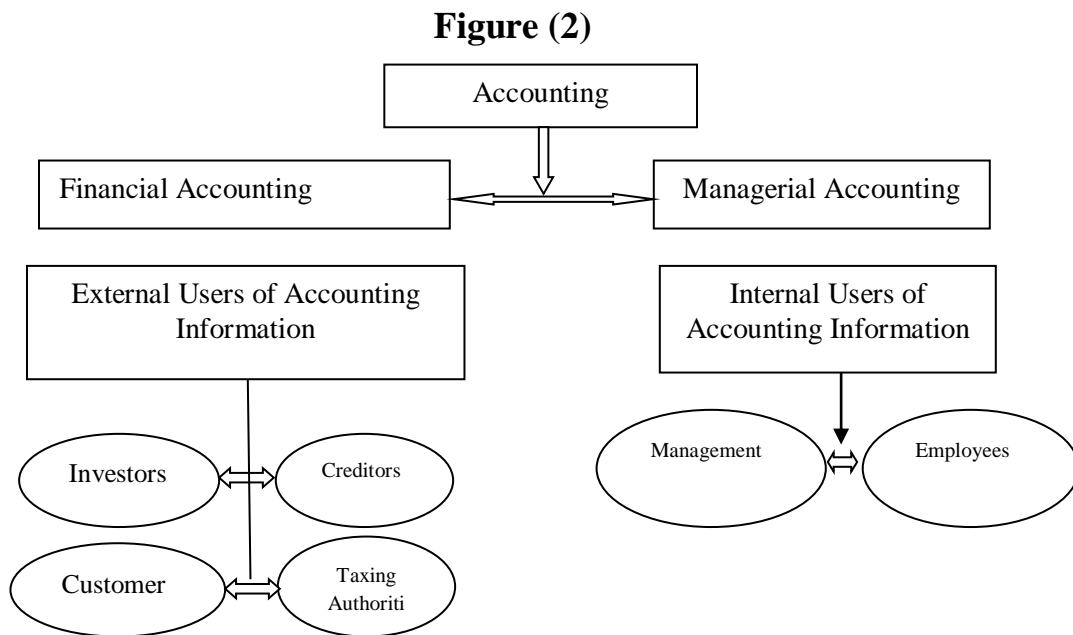 Figure (2)
Accounting
Financial Accounting
Managerial Accounting
External Users of Accounting
Information
Internal Users of
Accounting Information
Management
Employees
Investors
Creditors
Customer
Taxing
Authoriti